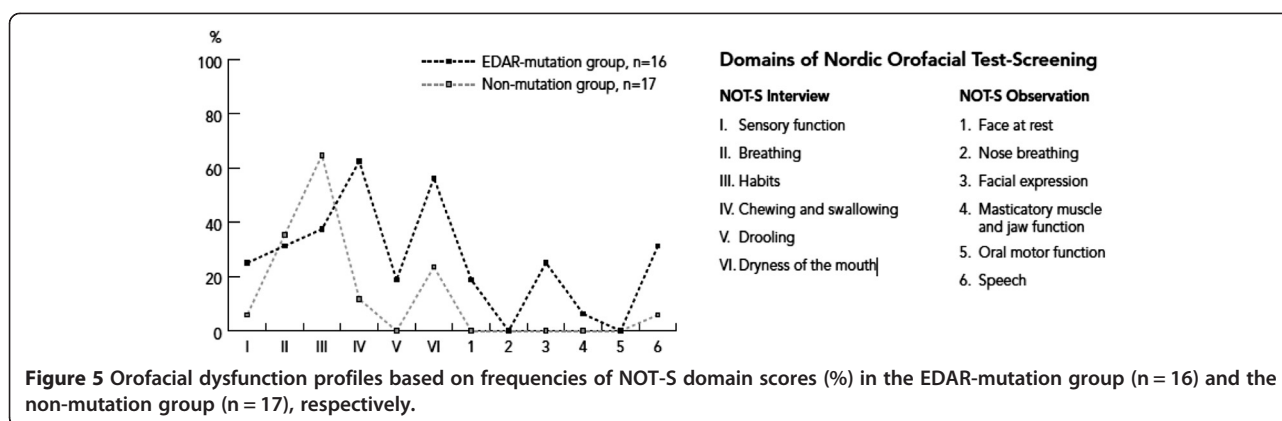 %
100
80
60
40
20
0
I II III IV V VI 1 2 3 4 5 6
EDAR-mutation group, n=16
Non-mutation group, n=17
Domains of Nordic Orofacial Test-Screening
NOT-S Interview
I. Sensory function
II. Breathing
III. Habits
IV. Chewing and swallowing
V. Drooling
VI. Dryness of the mouth
NOT-S Observation
1. Face at rest
2. Nose breathing
3. Facial expression
4. Masticatory muscle
and jaw function
5. Oral motor function
6. Speech
Figure 5 Orofacial dysfunction profiles based on frequencies of NOT-S domain scores (%) in the EDAR-mutation group (n = 16) and the
non-mutation group (n = 17), respectively.